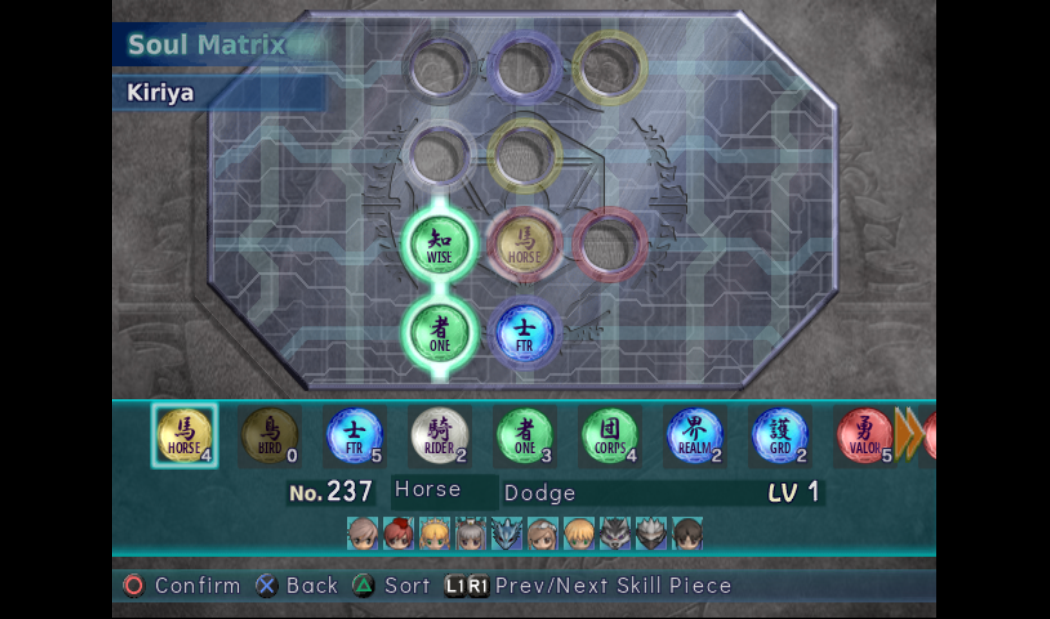 Soul Matrix
Kiriya
知 WISE
馬 HORSE
者 ONE
士 FTR
馬 HORSE 4
鳥 BIRD 0
士 FTR 5
騎 RIDER 2
者 ONE 3
団 CORPS 4
界 REALM 2
護 GRD 2
勇 VALOR 5
No. 237 Horse Dodge LV 1
Confirm Back Sort L1 R1 Prev/Next Skill Piece